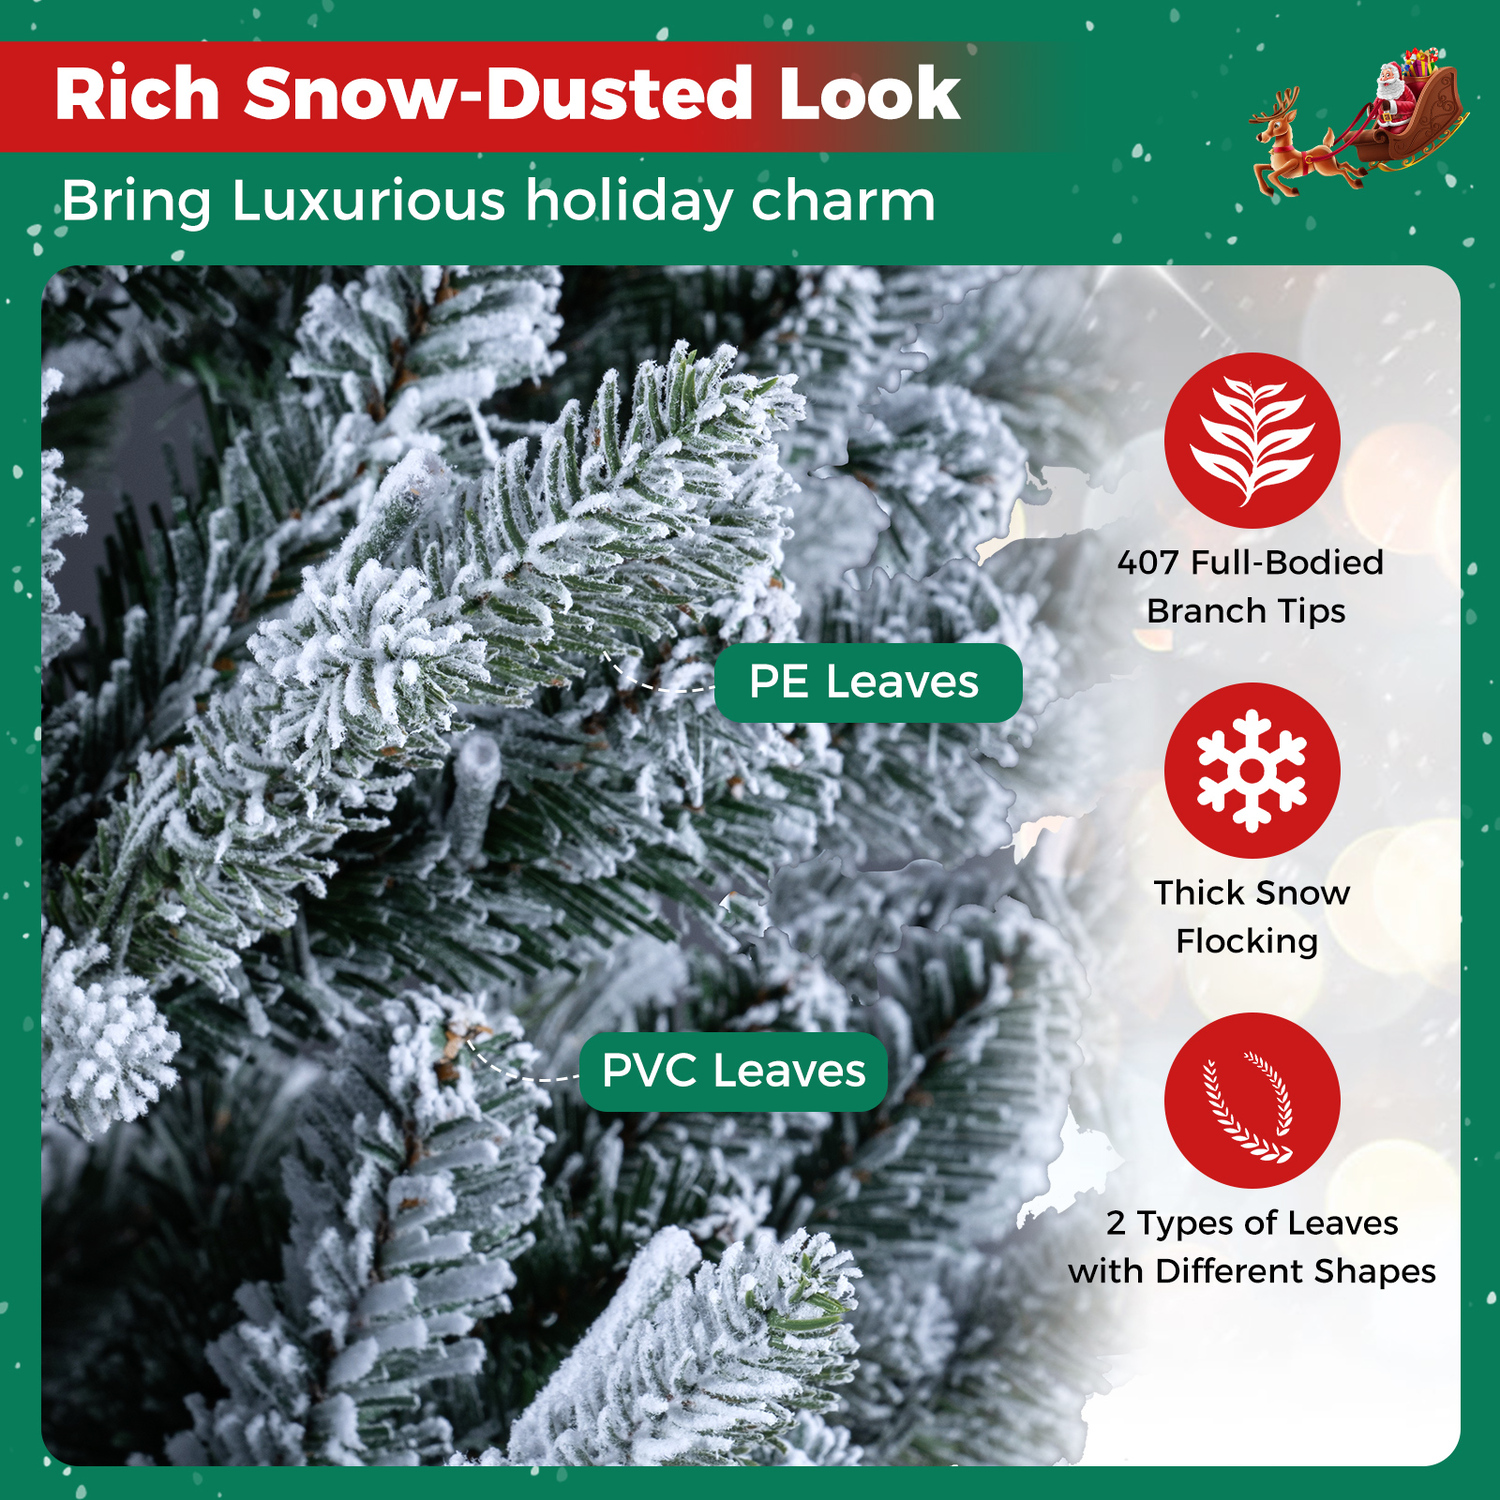 Rich Snow-Dusted Look
Bring Luxurious holiday charm
407 Full-Bodied
Branch Tips
PE Leaves
Thick Snow
Flocking
PVC Leaves
2 Types of Leaves
with Different Shapes